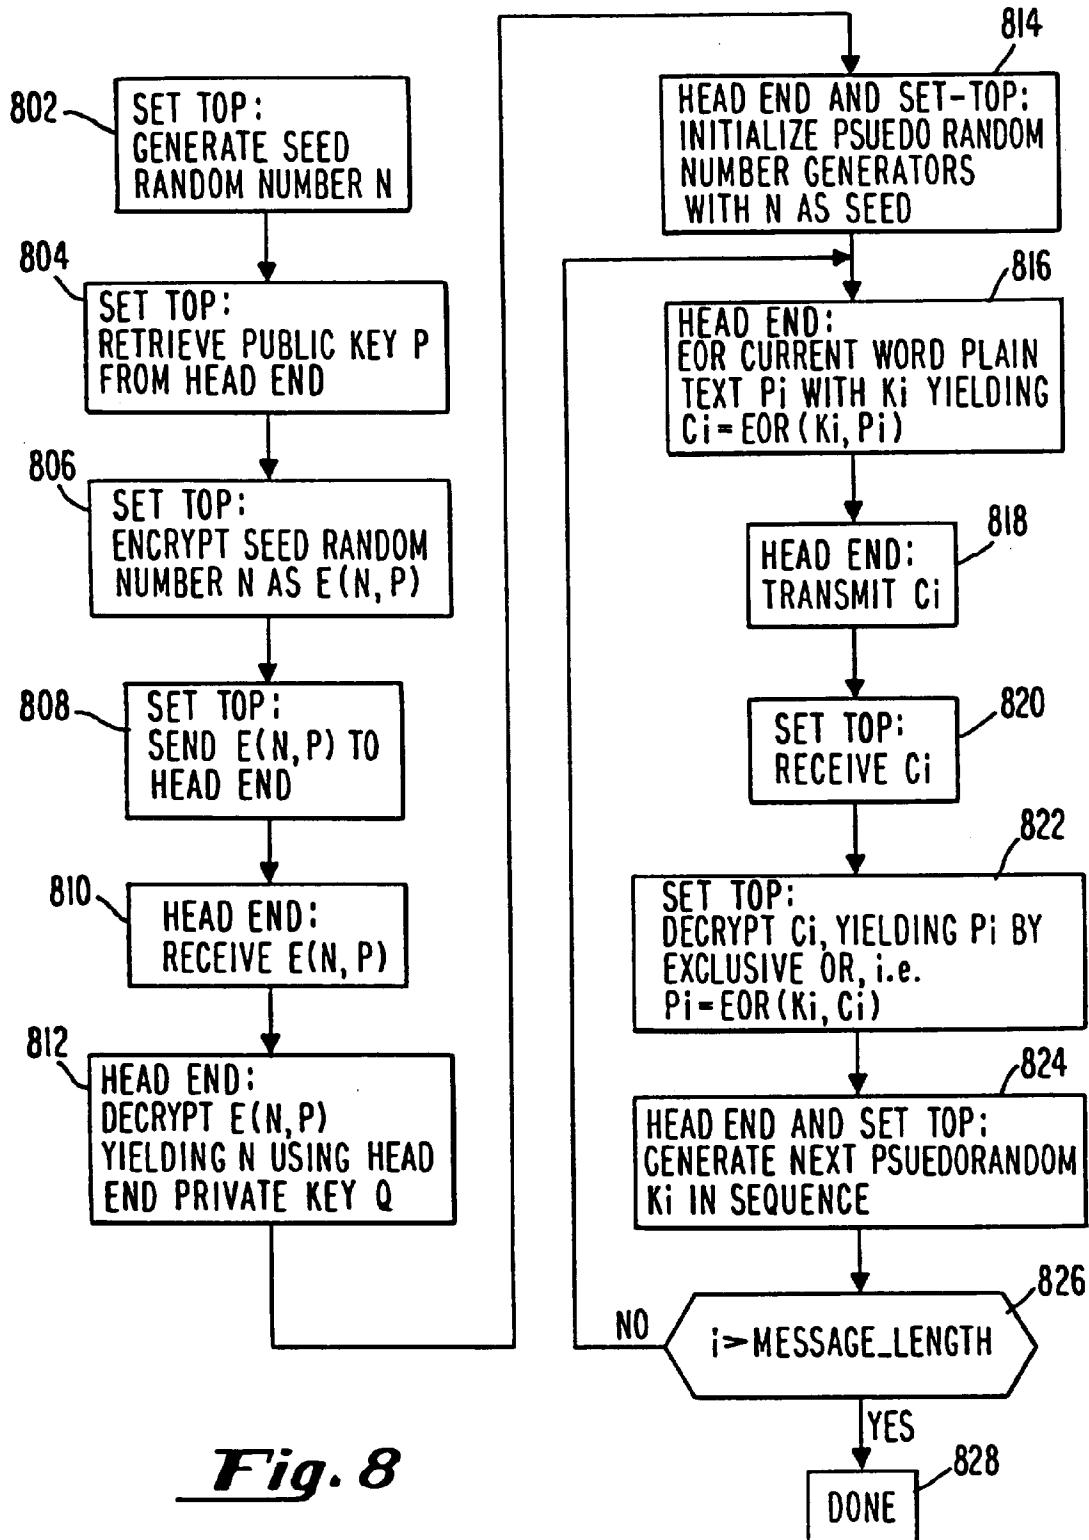 802
SET TOP:
GENERATE SEED
RANDOM NUMBER N
804
SET TOP:
RETRIEVE PUBLIC KEY P
FROM HEAD END
806
SET TOP:
ENCRYPT SEED RANDOM
NUMBER N AS E(N,P)
808
SET TOP:
SEND E(N,P) TO
HEAD END
810
HEAD END:
RECEIVE E(N,P)
812
HEAD END:
DECRYPT E(N,P)
YIELDING N USING HEAD
END PRIVATE KEY Q
814
HEAD END AND SET-TOP:
INITIALIZE PSUEDO RANDOM
NUMBER GENERATORS
WITH N AS SEED
816
HEAD END:
EOR CURRENT WORD PLAIN
TEXT Pi WITH Ki YIELDING
Ci=EOR(Ki,Pi)
818
HEAD END:
TRANSMIT Ci
820
SET TOP:
RECEIVE Ci
822
SET TOP:
DECRYPT Ci, YIELDING Pi BY
EXCLUSIVE OR, i.e.
Pi=EOR(Ki,Ci)
824
HEAD END AND SET TOP:
GENERATE NEXT PSUEDORANDOM
Ki IN SEQUENCE
826
NO
i>MESSAGE_LENGTH
YES
828
DONE
Fig. 8